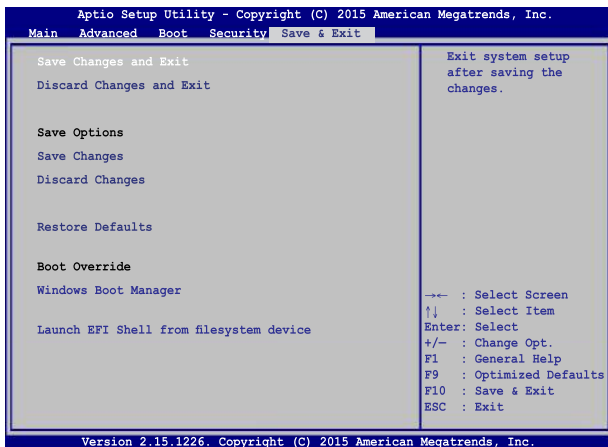 Aptio Setup Utility - Copyright (C) 2015 American Megatrends, Inc.
Main Advanced Boot Security Save & Exit
Save Changes and Exit
Discard Changes and Exit
Save Options
Save Changes
Discard Changes
Restore Defaults
Boot Override
Windows Boot Manager
Launch EFI Shell from filesystem device
Exit system setup
after saving the
changes.
→← : Select Screen
↑↓ : Select Item
Enter: Select
+/— : Change Opt.
F1 : General Help
F9 : Optimized Defaults
F10 : Save & Exit
ESC : Exit
Version 2.15.1226. Copyright (C) 2015 American Megatrends, Inc.